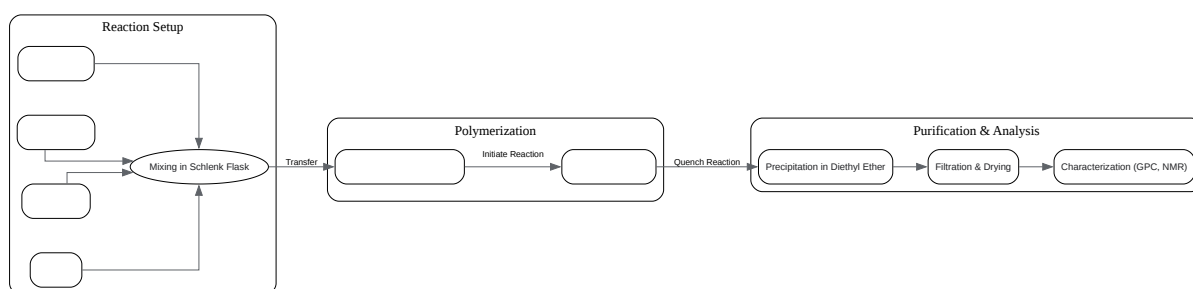 Reaction Setup
Mixing in Schlenk Flask
Transfer
Polymerization
Initiate Reaction
Quench Reaction
Purification & Analysis
Precipitation in Diethyl Ether
Filtration & Drying
Characterization (GPC, NMR)